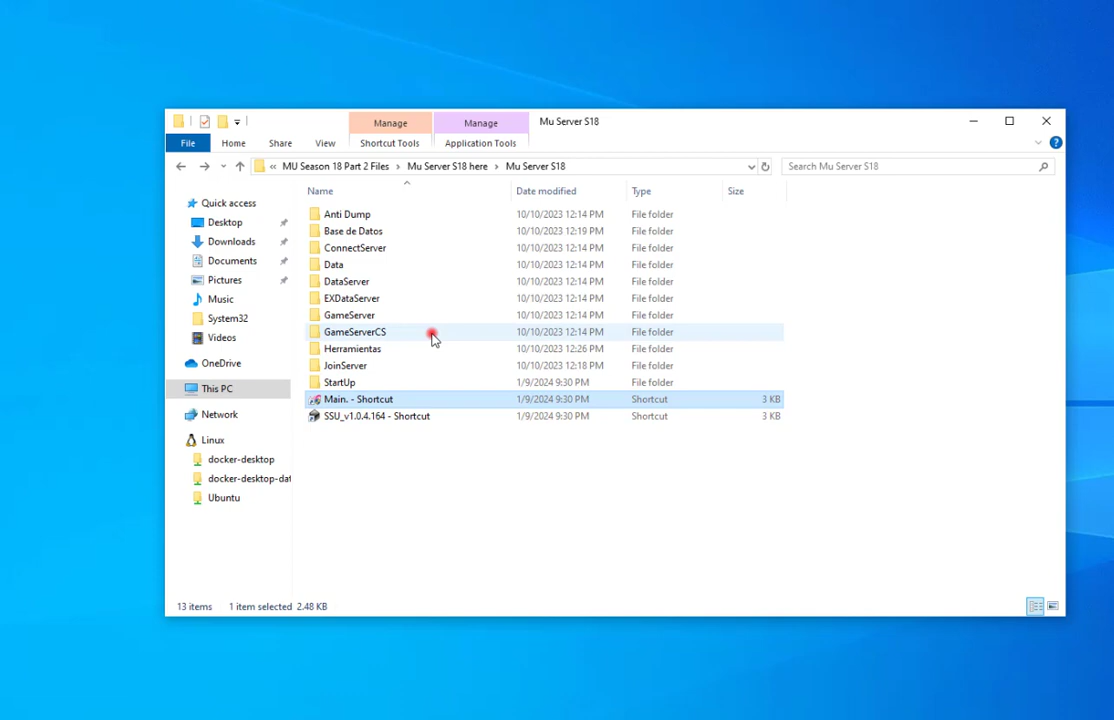 Manage Manage Mu Server S18
File Home Share View Shortcut Tools Application Tools
« MU Season 18 Part 2 Files › Mu Server S18 here › Mu Server S18 Search Mu Server S18
Name Date modified Type Size
Quick access
Desktop
Downloads
Documents
Pictures
Music
System32
Videos
OneDrive
This PC
Network
Linux
docker-desktop
docker-desktop-dat
Ubuntu
Anti Dump 10/10/2023 12:14 PM File folder
Base de Datos 10/10/2023 12:19 PM File folder
ConnectServer 10/10/2023 12:14 PM File folder
Data 10/10/2023 12:14 PM File folder
DataServer 10/10/2023 12:14 PM File folder
EXDataServer 10/10/2023 12:14 PM File folder
GameServer 10/10/2023 12:14 PM File folder
GameServerCS 10/10/2023 12:14 PM File folder
Herramientas 10/10/2023 12:26 PM File folder
JoinServer 10/10/2023 12:18 PM File folder
StartUp 1/9/2024 9:30 PM File folder
Main. - Shortcut 1/9/2024 9:30 PM Shortcut 3 KB
SSU_v1.0.4.164 - Shortcut 1/9/2024 9:30 PM Shortcut 3 KB
13 items 1 item selected 2.48 KB